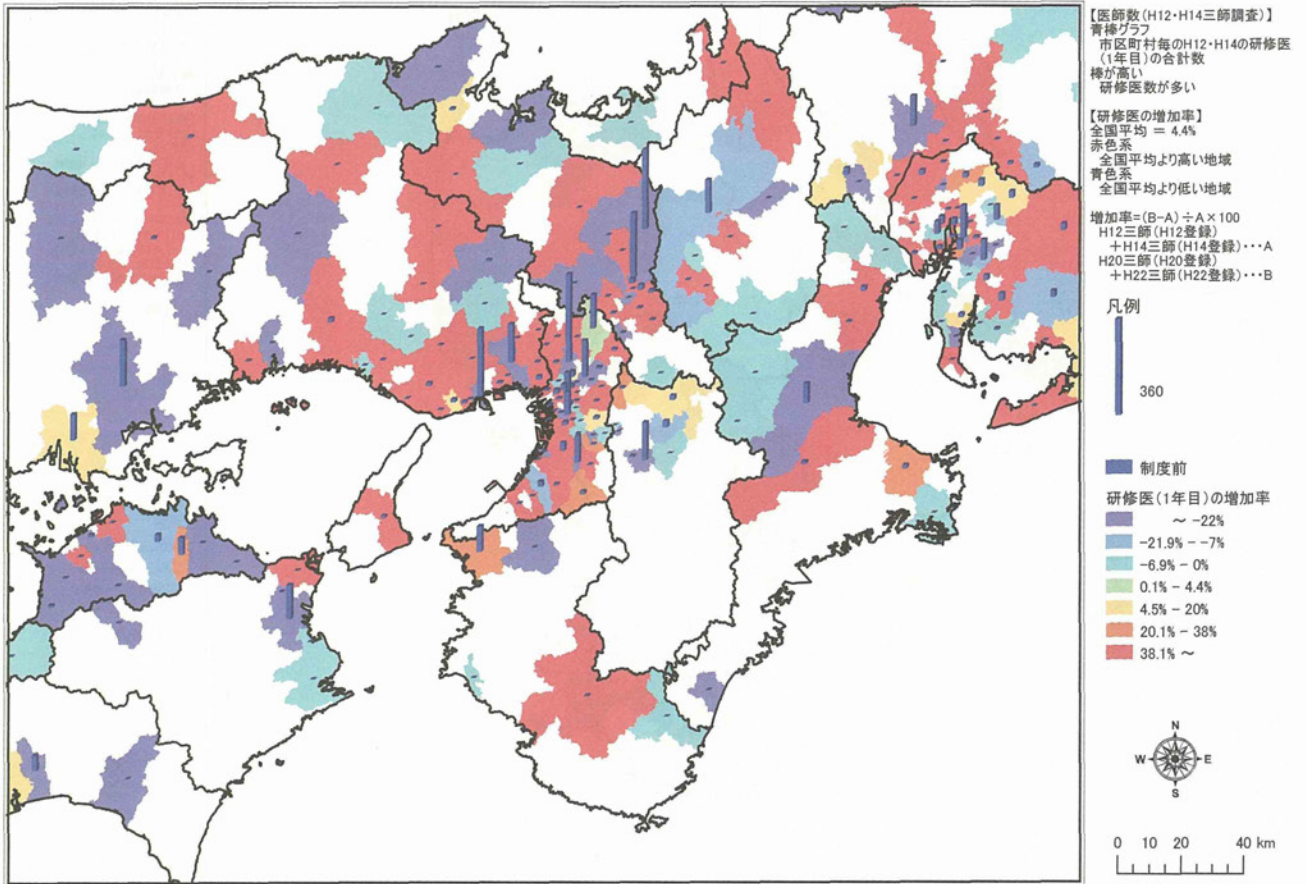 【医師数(H12・H14三師調査)】
青棒グラフ
市区町村毎のH12・H14の研修医
(1年目)の合計数
棒が高い
研修医数が多い
【研修医の増加率】
全国平均 = 4.4%
赤色系
全国平均より高い地域
青色系
全国平均より低い地域
増加率=(B-A)÷A×100
H12三師(H12登録)
+H14三師(H14登録)・・・A
H20三師(H20登録)
+H22三師(H22登録)・・・B
凡例
360
制度前
研修医(1年目)の増加率
~ -22%
-21.9% - -7%
-6.9% - 0%
0.1% - 4.4%
4.5% - 20%
20.1% - 38%
38.1% ~
N
W E
S
0 10 20 40 km